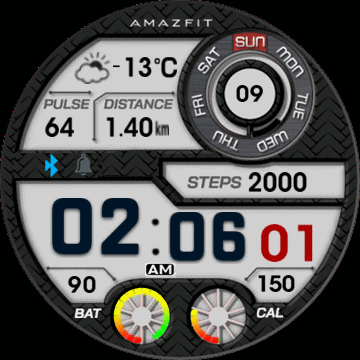 AMAZFIT
-13°C
SUN MON TUE WED THU FRI SAT
09
PULSE DISTANCE
64 1.40km
STEPS 2000
02:06 01
AM
90 150
BAT CAL